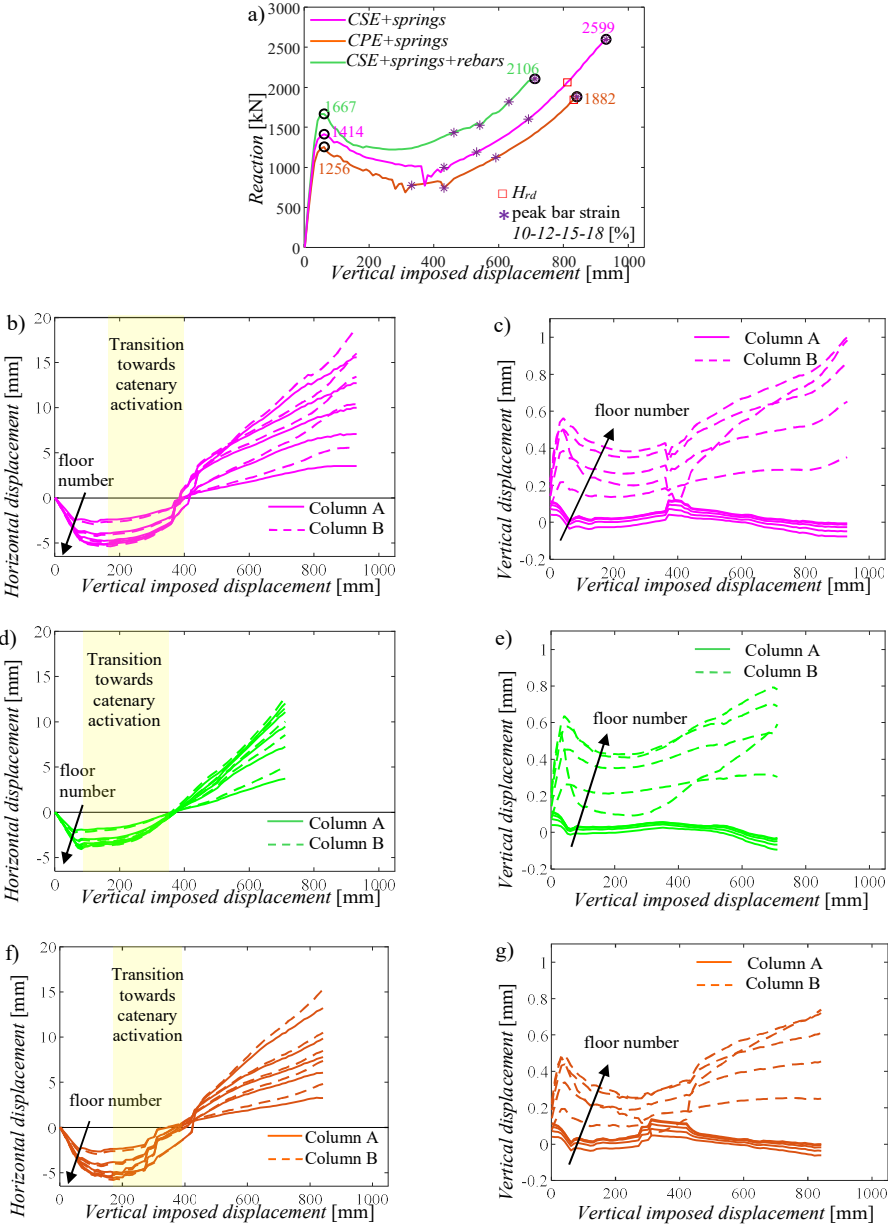 a)
3000
2500
2000
1500
1000
500
0
Reaction [kN]
CSE+springs
CPE+springs
CSE+springs+rebars
2599
2106
1882
1667
1414
1256
H_rd
peak bar strain
10-12-15-18 [%]
0 200 400 600 800 1000
Vertical imposed displacement [mm]
b)
20
15
10
5
0
-5
Horizontal displacement [mm]
Transition
towards
catenary
activation
floor
number
Column A
Column B
0 200 400 600 800 1000
Vertical imposed displacement [mm]
c)
1
0.8
0.6
0.4
0.2
0
-0.2
Vertical displacement [mm]
Column A
Column B
floor number
0 200 400 600 800 1000
Vertical imposed displacement [mm]
d)
20
15
10
5
0
-5
Horizontal displacement [mm]
Transition
towards
catenary
activation
floor
number
Column A
Column B
0 200 400 600 800 1000
Vertical imposed displacement [mm]
e)
1
0.8
0.6
0.4
0.2
0
-0.2
Vertical displacement [mm]
Column A
Column B
floor number
0 200 400 600 800 1000
Vertical imposed displacement [mm]
f)
20
15
10
5
0
-5
Horizontal displacement [mm]
Transition
towards
catenary
activation
floor number
Column A
Column B
0 200 400 600 800 1000
Vertical imposed displacement [mm]
g)
1
0.8
0.6
0.4
0.2
0
-0.2
Vertical displacement [mm]
Column A
Column B
floor number
0 200 400 600 800 1000
Vertical imposed displacement [mm]